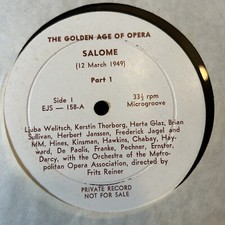 THE GOLDEN AGE OF OPERA
SALOME
(12 March 1949)
Part 1
Side 1
EJS — 158-A
33⅓ rpm
Microgroove
Ljuba Welitsch, Kerstin Thorborg, Herta Glaz, Brian
Sullivan, Herbert Janssen, Frederick Jagel and
MM, Hines, Kinsman, Hawkins, Chabay, Hay-
ward, De Paolis, Franke, Pechner, Ernster,
Darcy, with the Orchestra of the Metro-
politan Opera Association, directed by
Fritz Reiner
PRIVATE RECORD
NOT FOR SALE